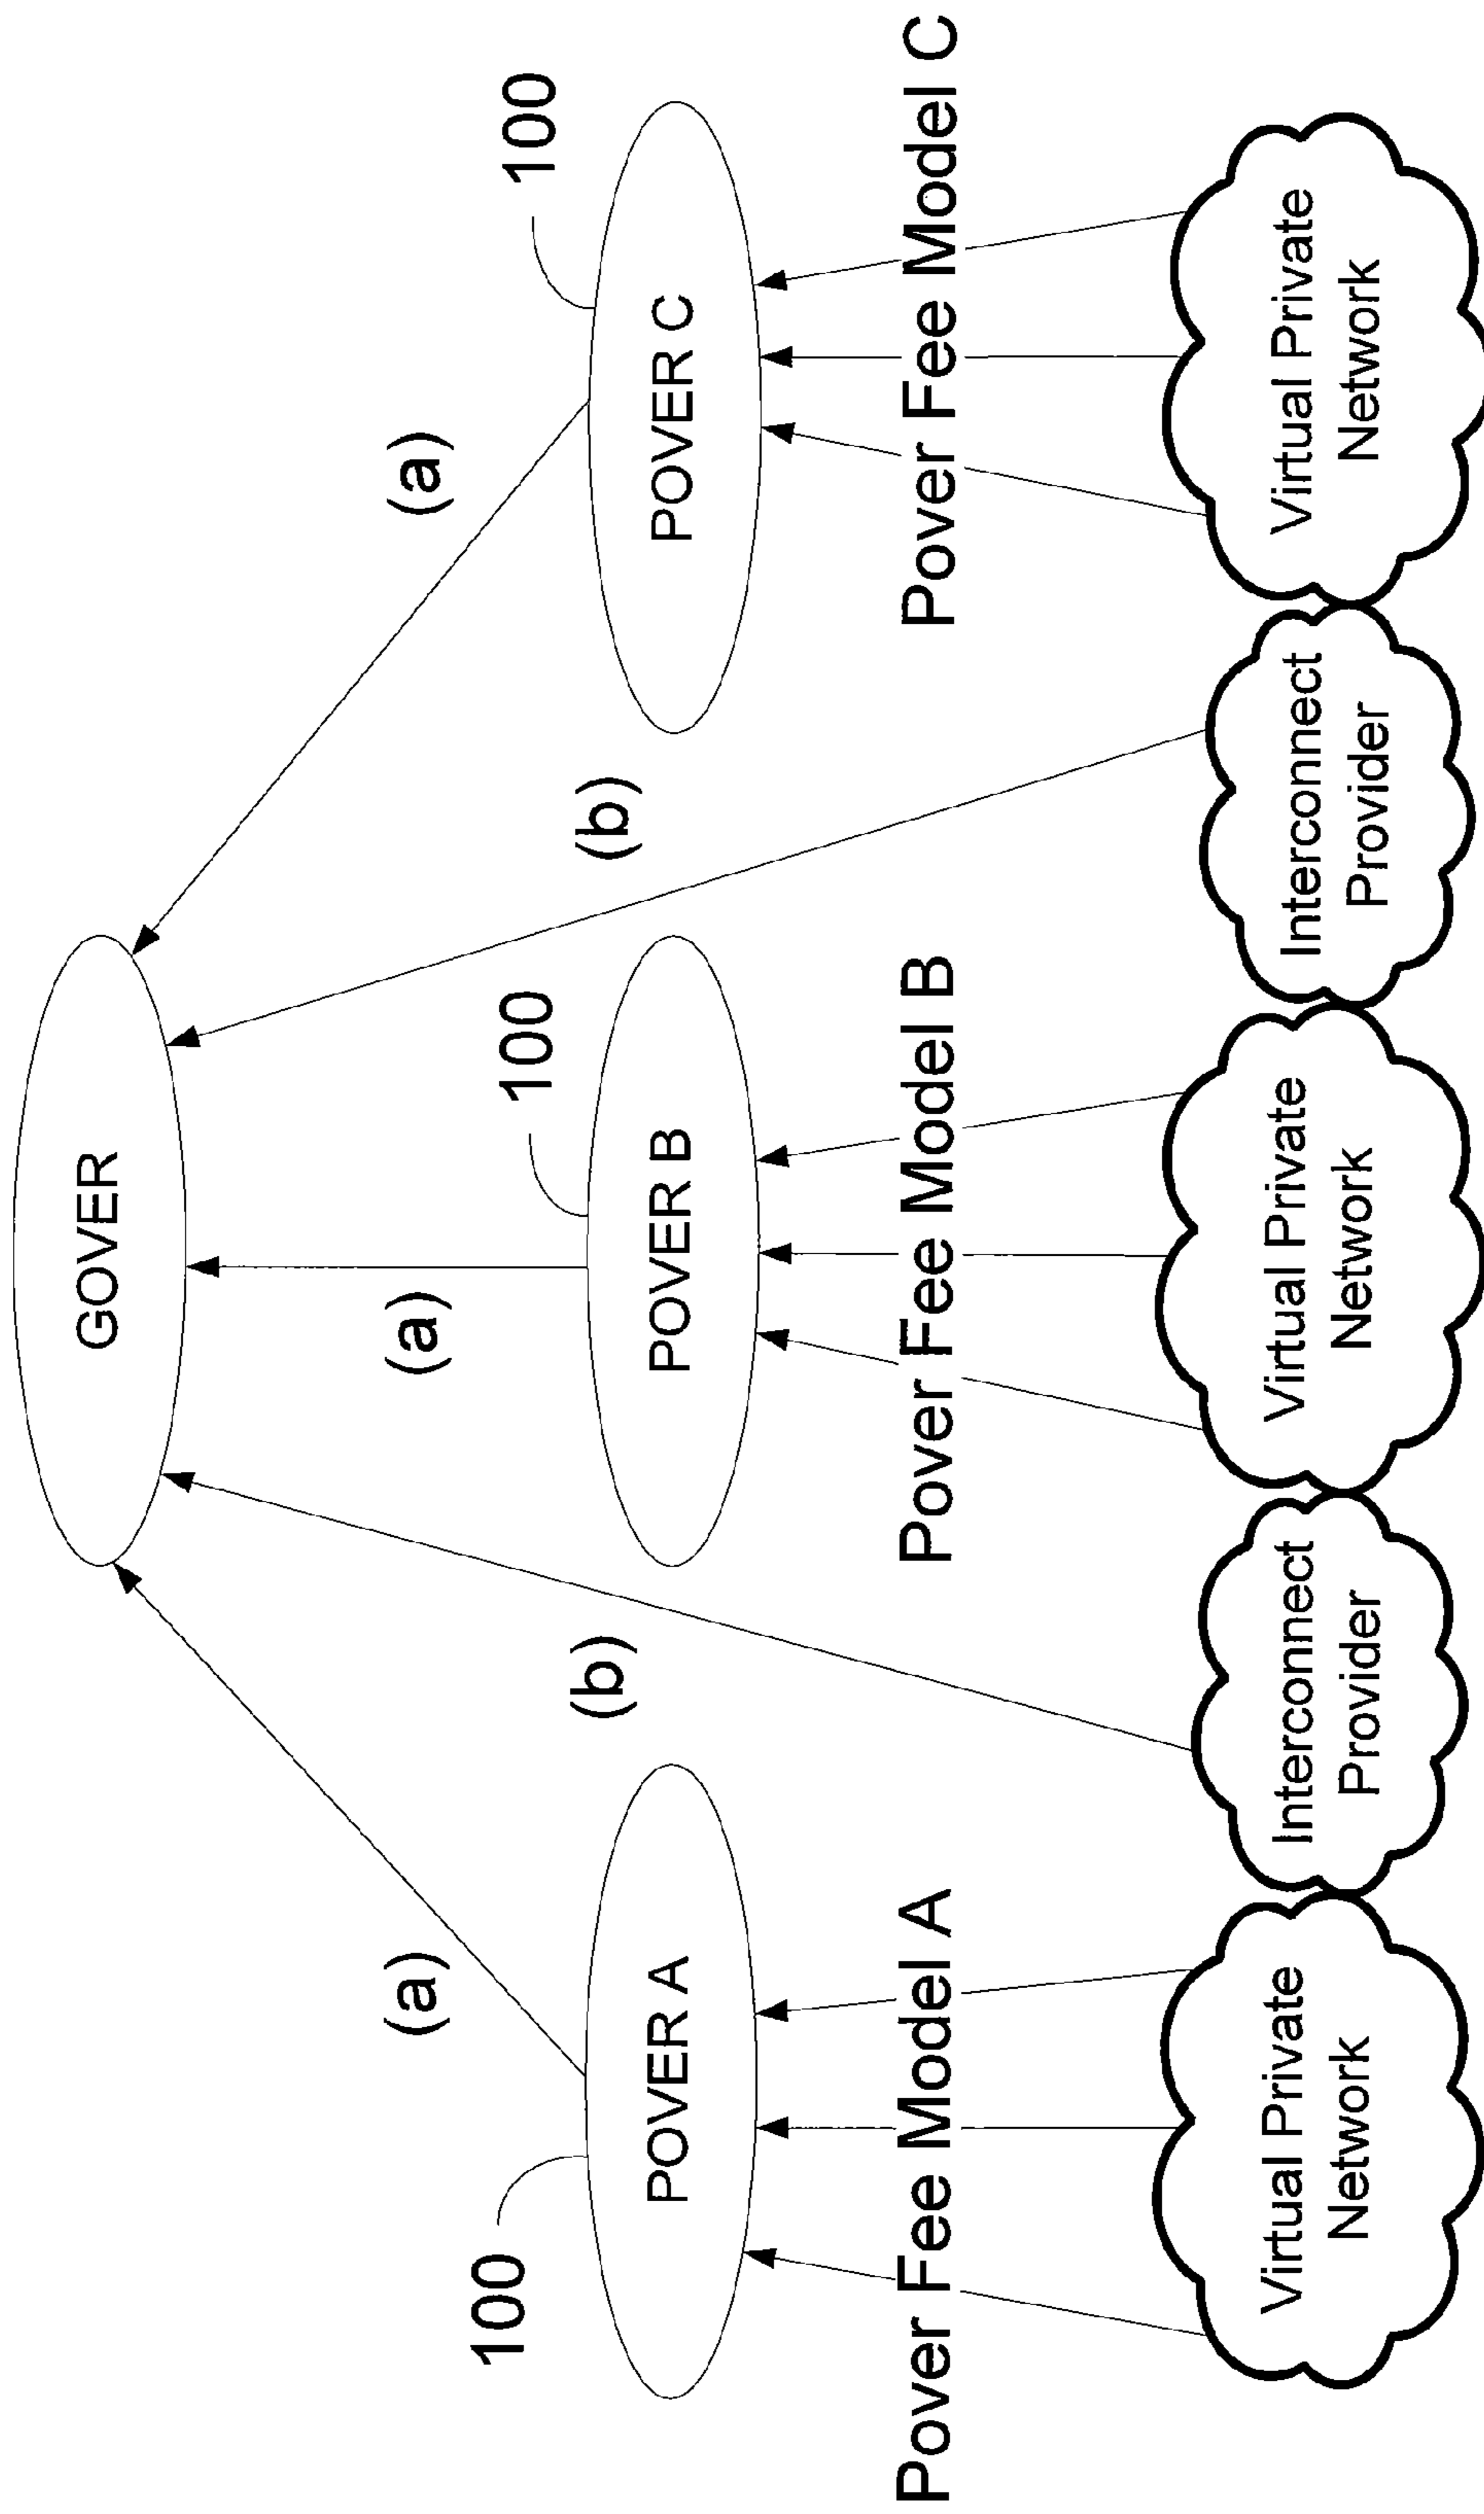 GOVER
(a)
(a)
(a)
100
100
100
(b)
(b)
POVER A
POVER B
POVER C
Pover Fee Model A
Pover Fee Model B
Pover Fee Model C
Virtual Private
Network
Interconnect
Provider
Virtual Private
Network
Interconnect
Provider
Virtual Private
Network